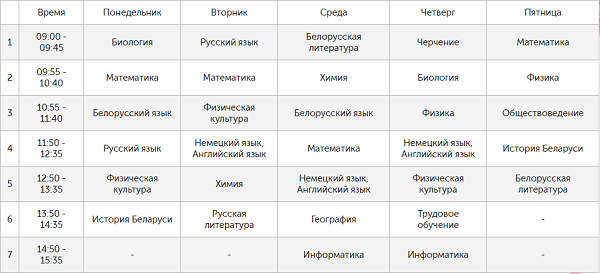 Время Понедельник Вторник Среда Четверг Пятница
1 09:00 - 09:45 Биология Русский язык Белорусская литература Черчение Математика
2 09:55 - 10:40 Математика Математика Химия Биология Физика
3 10:55 - 11:40 Белорусский язык Физическая культура Белорусский язык Физика Обществоведение
4 11:50 - 12:35 Русский язык Немецкий язык, Английский язык Математика Немецкий язык, Английский язык История Беларуси
5 12:50 - 13:35 Физическая культура Химия Немецкий язык, Английский язык Физическая культура Белорусская литература
6 13:50 - 14:35 История Беларуси Русская литература География Трудовое обучение -
7 14:50 - 15:35 - - Информатика Информатика -